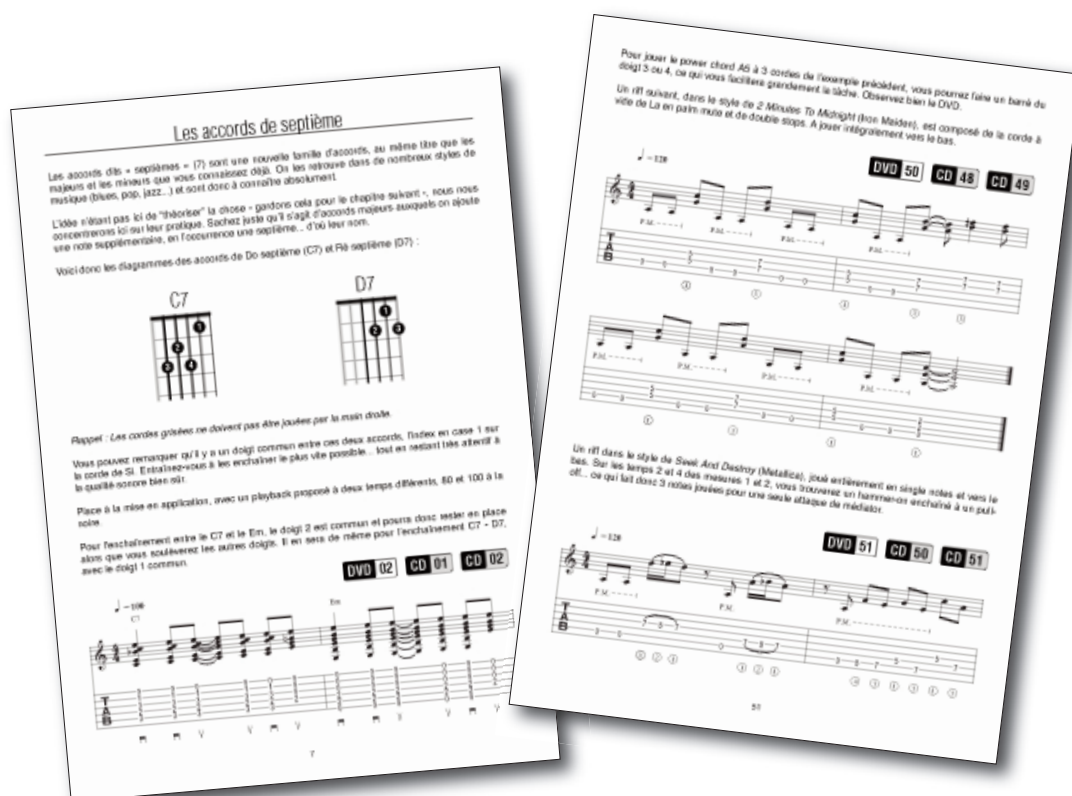 Les accords de septième
Les accords dits « septièmes » (7) sont une nouvelle famille d'accords, au même titre que les
majeurs et les mineurs que vous connaissez déjà. On les retrouve dans de nombreux styles de
musique (blues, pop, jazz...) et sont donc à connaître absolument.
L'idée n'étant pas ici de "théoriser" la chose - gardons cela pour le chapitre suivant -, nous nous
concentrerons ici sur leur pratique. Sachez juste qu'il s'agit d'accords majeurs auxquels on ajoute
une note supplémentaire, en l'occurrence une septième... d'où leur nom.
Voici donc les diagrammes des accords de Do septième (C7) et Ré septième (D7) :
C7 D7
1 1
2 2 3
3 4
Rappel : Les cordes grisées ne doivent pas être jouées par la main droite.
Vous pouvez remarquer qu'il y a un doigt commun entre ces deux accords, l'index en case 1 sur
la corde de Si. Entraînez-vous à les enchaîner le plus vite possible... tout en restant très attentif à
la qualité sonore bien sûr.
Place à la mise en application, avec un playback proposé à deux temps différents, 80 et 100 à la
noire.
Pour l'enchaînement entre le C7 et le Em, le doigt 2 est commun et pourra donc rester en place
alors que vous soulèverez les autres doigts. Il en sera de même pour l'enchaînement C7 - D7,
avec le doigt 1 commun.
DVD 02 CD 01 CD 02
=100
C7 Em
TAB
7
Pour jouer le power chord A5 à 3 cordes de l'exemple précédent, vous pourrez faire un barré du
doigt 3 ou 4, ce qui vous facilitera grandement la tâche. Observez bien le DVD.
Un riff suivant, dans le style de 2 Minutes To Midnight (Iron Maiden), est composé de la corde à
vide de La en palm mute et de double stops. A jouer intégralement vers le bas.
DVD 50 CD 48 CD 49
=120
P.M. P.M. P.M. P.M.
TAB
P.M. P.M. P.M. P.M.
Un riff dans le style de Seek And Destroy (Metallica), joué entièrement en single notes et vers le
bas. Sur les temps 2 et 4 des mesures 1 et 2, vous trouverez un hammer-on enchaîné à un pull-
off... ce qui fait donc 3 notes jouées pour une seule attaque de médiator.
DVD 51 CD 50 CD 51
=120
P.M. P.M. P.M.
TAB